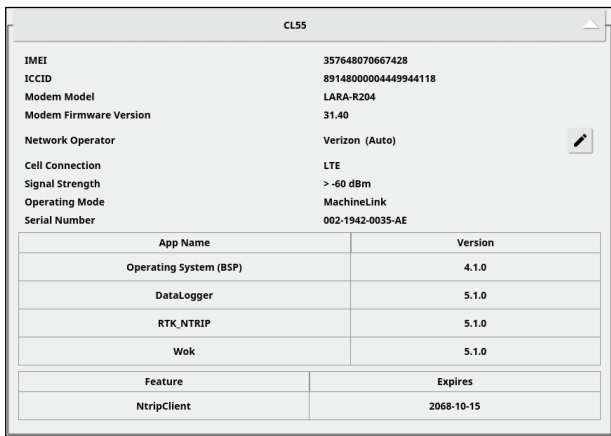 CL55
IMEI 357648070667428
ICCID 89148000004449944118
Modem Model LARA-R204
Modem Firmware Version 31.40
Network Operator Verizon (Auto)
Cell Connection LTE
Signal Strength > -60 dBm
Operating Mode MachineLink
Serial Number 002-1942-0035-AE
App Name Version
Operating System (BSP) 4.1.0
DataLogger 5.1.0
RTK_NTRIP 5.1.0
Wok 5.1.0
Feature Expires
NtripClient 2068-10-15